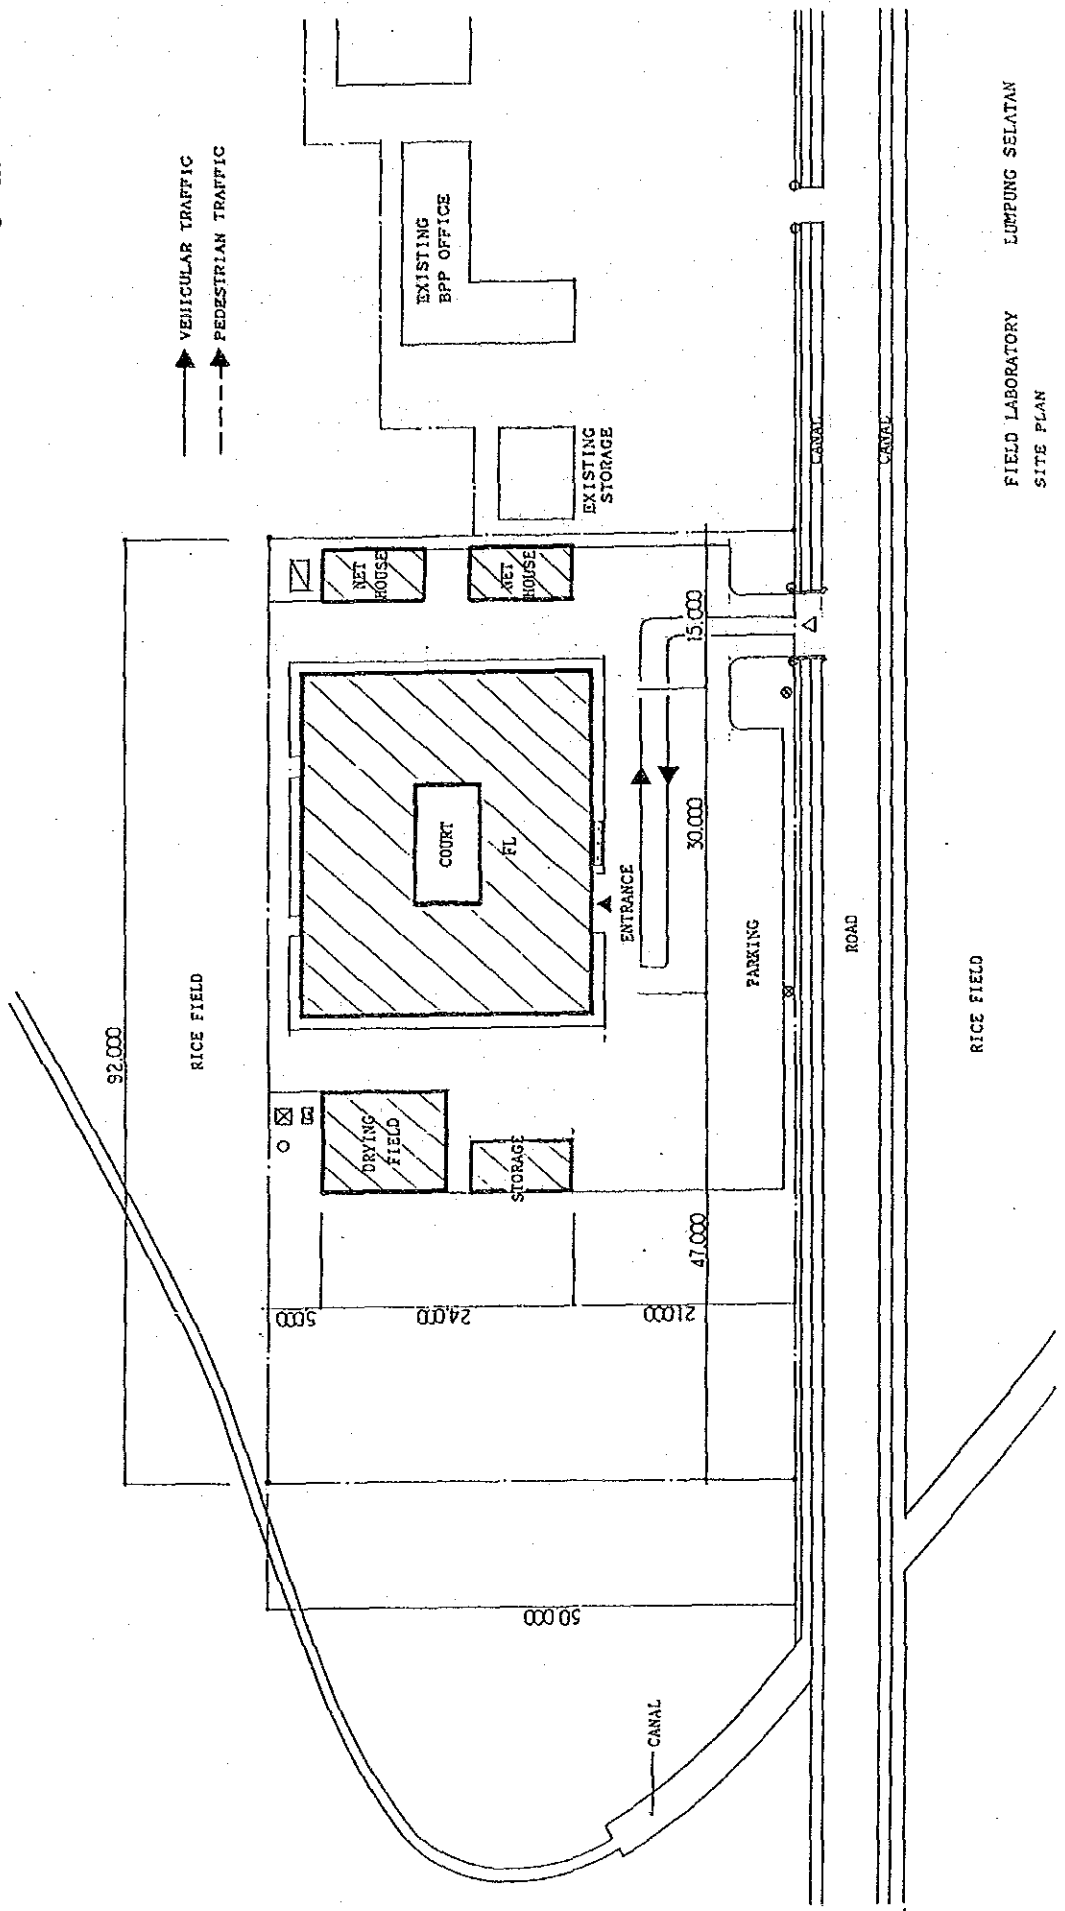 VEHICULAR TRAFFIC
PEDESTRIAN TRAFFIC
92.000
RICE FIELD
EXISTING
BPP OFFICE
EXISTING
STORAGE
NET
HOUSE
NET
HOUSE
COURT
FL
ENTRANCE
DRYING
FIELD
STORAGE
5000
24,000
21.000
47.000
30.000
15.000
50.000
PARKING
CANAL
CANAL
CANAL
ROAD
RICE FIELD
FIELD LABORATORY LUMPUNG SELATAN
SITE PLAN